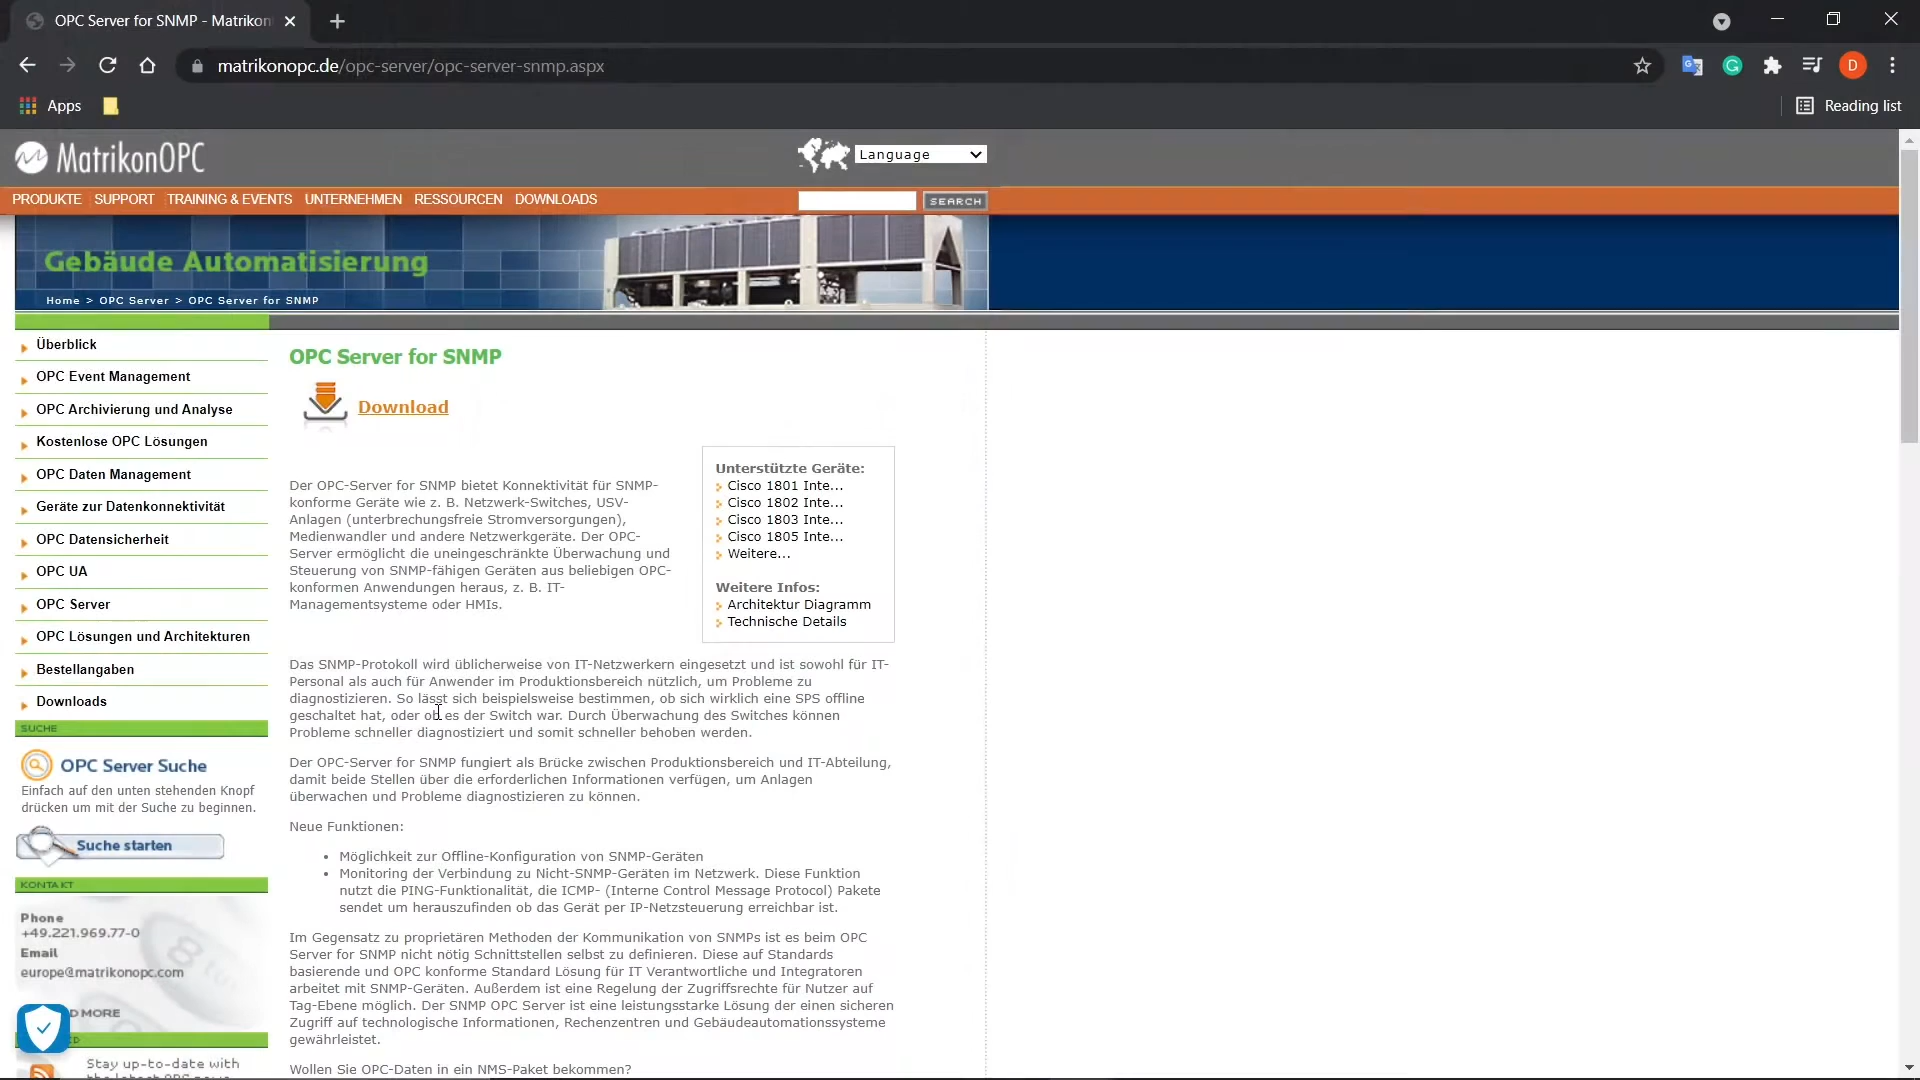 OPC Server for SNMP - Matrikon
matrikonopc.de/opc-server/opc-server-snmp.aspx
D
Apps
Reading list
MatrikonOPC
Language
PRODUKTE SUPPORT TRAINING & EVENTS UNTERNEHMEN RESSOURCEN DOWNLOADS
SEARCH
Gebäude Automatisierung
Home > OPC Server > OPC Server for SNMP
Überblick
OPC Event Management
OPC Archivierung und Analyse
Kostenlose OPC Lösungen
OPC Daten Management
Geräte zur Datenkonnektivität
OPC Datensicherheit
OPC UA
OPC Server
OPC Lösungen und Architekturen
Bestellangaben
Downloads
SUCHE
OPC Server Suche
Einfach auf den unten stehenden Knopf
drücken um mit der Suche zu beginnen.
Suche starten
KONTAKT
Phone
+49.221.969.77-0
Email
europe@matrikonopc.com
D MORE
Stay up-to-date with
OPC Server for SNMP
Download
Der OPC-Server for SNMP bietet Konnektivität für SNMP-
konforme Geräte wie z. B. Netzwerk-Switches, USV-
Anlagen (unterbrechungsfreie Stromversorgungen),
Medienwandler und andere Netzwerkgeräte. Der OPC-
Server ermöglicht die uneingeschränkte Überwachung und
Steuerung von SNMP-fähigen Geräten aus beliebigen OPC-
konformen Anwendungen heraus, z. B. IT-
Managementsysteme oder HMIs.
Unterstützte Geräte:
Cisco 1801 Inte...
Cisco 1802 Inte...
Cisco 1803 Inte...
Cisco 1805 Inte...
Weitere...
Weitere Infos:
Architektur Diagramm
Technische Details
Das SNMP-Protokoll wird üblicherweise von IT-Netzwerkern eingesetzt und ist sowohl für IT-
Personal als auch für Anwender im Produktionsbereich nützlich, um Probleme zu
diagnostizieren. So lässt sich beispielsweise bestimmen, ob sich wirklich eine SPS offline
geschaltet hat, oder ob es der Switch war. Durch Überwachung des Switches können
Probleme schneller diagnostiziert und somit schneller behoben werden.
Der OPC-Server for SNMP fungiert als Brücke zwischen Produktionsbereich und IT-Abteilung,
damit beide Stellen über die erforderlichen Informationen verfügen, um Anlagen
überwachen und Probleme diagnostizieren zu können.
Neue Funktionen:
• Möglichkeit zur Offline-Konfiguration von SNMP-Geräten
• Monitoring der Verbindung zu Nicht-SNMP-Geräten im Netzwerk. Diese Funktion
nutzt die PING-Funktionalität, die ICMP- (Interne Control Message Protocol) Pakete
sendet um herauszufinden ob das Gerät per IP-Netzsteuerung erreichbar ist.
Im Gegensatz zu proprietären Methoden der Kommunikation von SNMPs ist es beim OPC
Server for SNMP nicht nötig Schnittstellen selbst zu definieren. Diese auf Standards
basierende und OPC konforme Standard Lösung für IT Verantwortliche und Integratoren
arbeitet mit SNMP-Geräten. Außerdem ist eine Regelung der Zugriffsrechte für Nutzer auf
Tag-Ebene möglich. Der SNMP OPC Server ist eine leistungsstarke Lösung der einen sicheren
Zugriff auf technologische Informationen, Rechenzentren und Gebäudeautomationssysteme
gewährleistet.
Wollen Sie OPC-Daten in ein NMS-Paket bekommen?